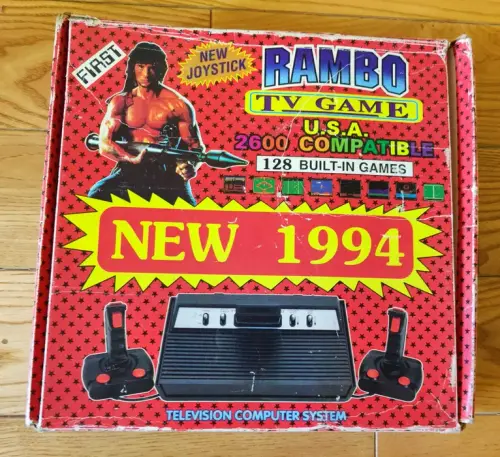 FIRST
NEW
JOYSTICK
RAMBO
TV GAME
U.S.A.
2600 COMPATIBLE
128 BUILT-IN GAMES
NEW 1994
TELEVISION COMPUTER SYSTEM